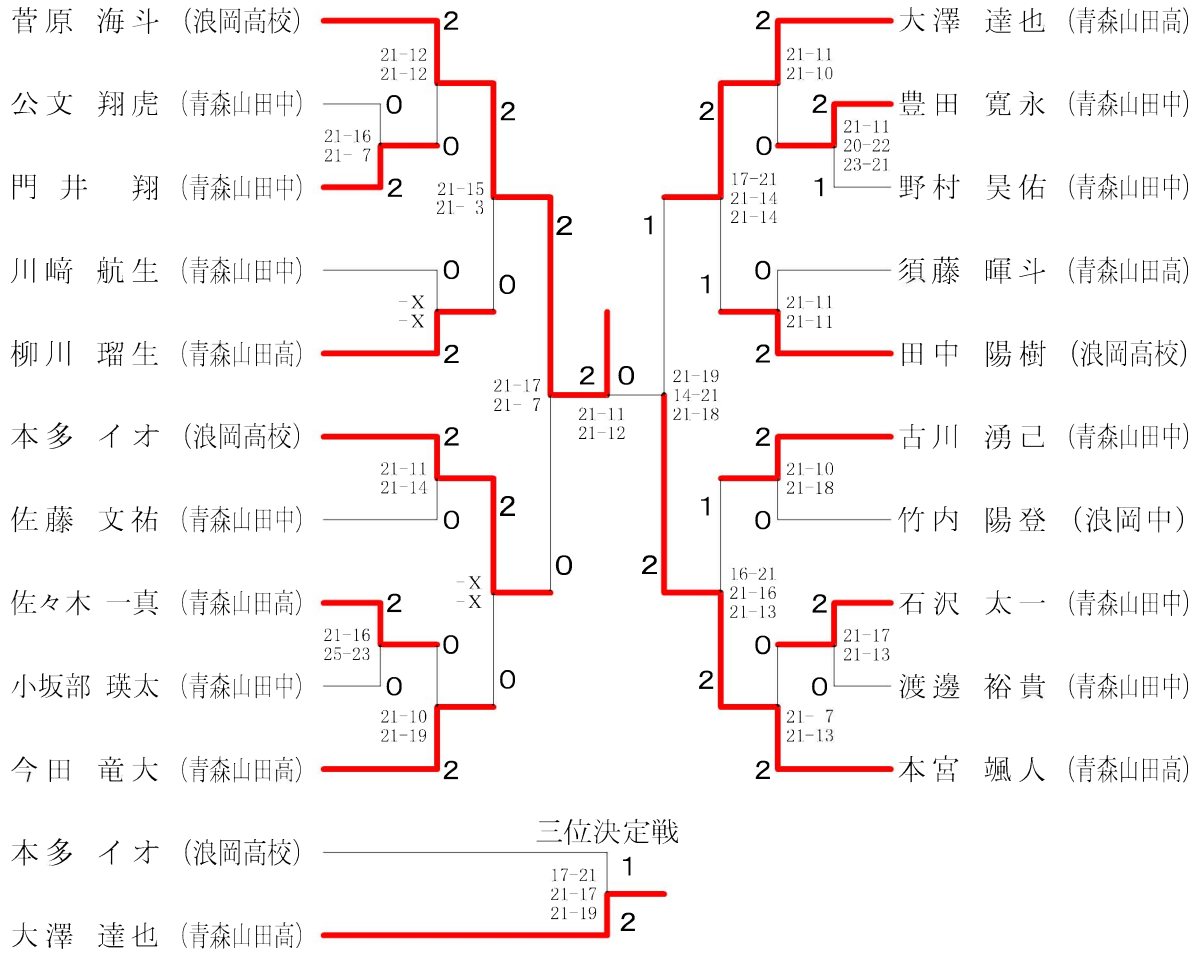 菅原 海斗 (浪岡高校) 2 2 大澤 達也 (青森山田高)
21-12 21-11
21-12 21-10
公文 翔虎 (青森山田中) 0 2 2 2 豊田 寛永 (青森山田中)
21-16 21-11
21- 7 0 0 20-22
23-21
門井 翔 (青森山田中) 2 21-15 17-21 1 野村 昊佑 (青森山田中)
21- 3 21-14
2 1 21-14
川﨑 航生 (青森山田中) 0 0 1 0 須藤 暉斗 (青森山田高)
-X 21-11
-X 21-11
柳川 瑠生 (青森山田高) 2 2 田中 陽樹 (浪岡高校)
21-17 2 0 21-19
21- 7 14-21
21-11 21-18
21-12
本多 イオ (浪岡高校) 2 2 古川 湧己 (青森山田中)
21-11 21-10
21-14 2 1 21-18
佐藤 文祐 (青森山田中) 0 0 竹内 陽登 (浪岡中)
0 2
-X 16-21
-X 21-16
21-13
佐々木 一真 (青森山田高) 2 2 石沢 太一 (青森山田中)
21-16 0 0 21-17
25-23 21-13
小坂部 瑛太 (青森山田中) 0 0 2 0 渡邊 裕貴 (青森山田中)
21-10 21- 7
21-19 21-13
今田 竜大 (青森山田高) 2 2 本宮 颯人 (青森山田高)
三位決定戦
本多 イオ (浪岡高校) 1
17-21
21-17
21-19
大澤 達也 (青森山田高) 2